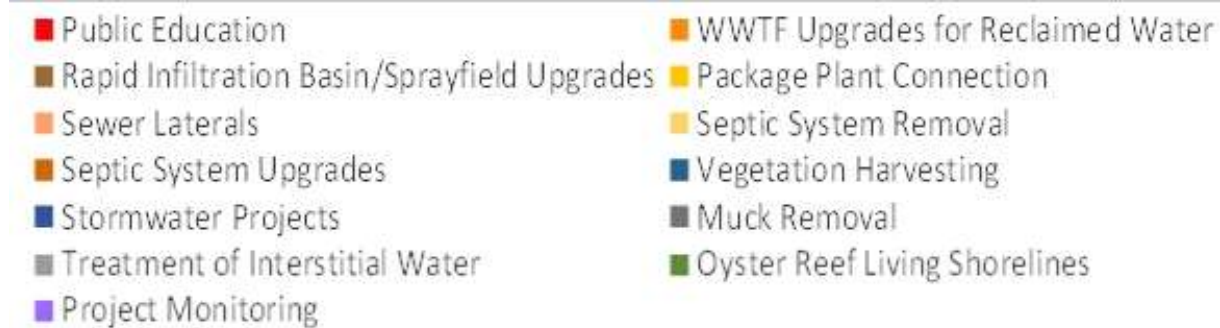 Public Education
WWTF Upgrades for Reclaimed Water
Rapid Infiltration Basin/Sprayfield Upgrades
Package Plant Connection
Sewer Laterals
Septic System Removal
Septic System Upgrades
Vegetation Harvesting
Stormwater Projects
Muck Removal
Treatment of Interstitial Water
Oyster Reef Living Shorelines
Project Monitoring